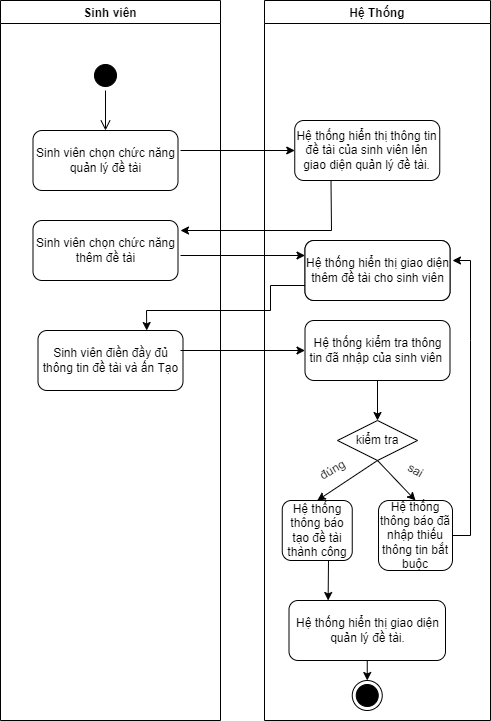 Sinh viên
Hệ Thống
Sinh viên chọn chức năng
quản lý đề tài
Hệ thống hiển thị thông tin
đề tài của sinh viên lên
giao diện quản lý đề tài.
Sinh viên chọn chức năng
thêm đề tài
Hệ thống hiển thị giao diện
thêm đề tài cho sinh viên
Sinh viên điền đầy đủ
thông tin đề tài và ấn Tạo
Hệ thống kiểm tra thông
tin đã nhập của sinh viên
kiểm tra
đúng
sai
Hệ thống
thông báo
tạo đề tài
thành công
Hệ thống
thông báo đã
nhập thiếu
thông tin bắt
buộc
Hệ thống hiển thị giao diện
quản lý đề tài.